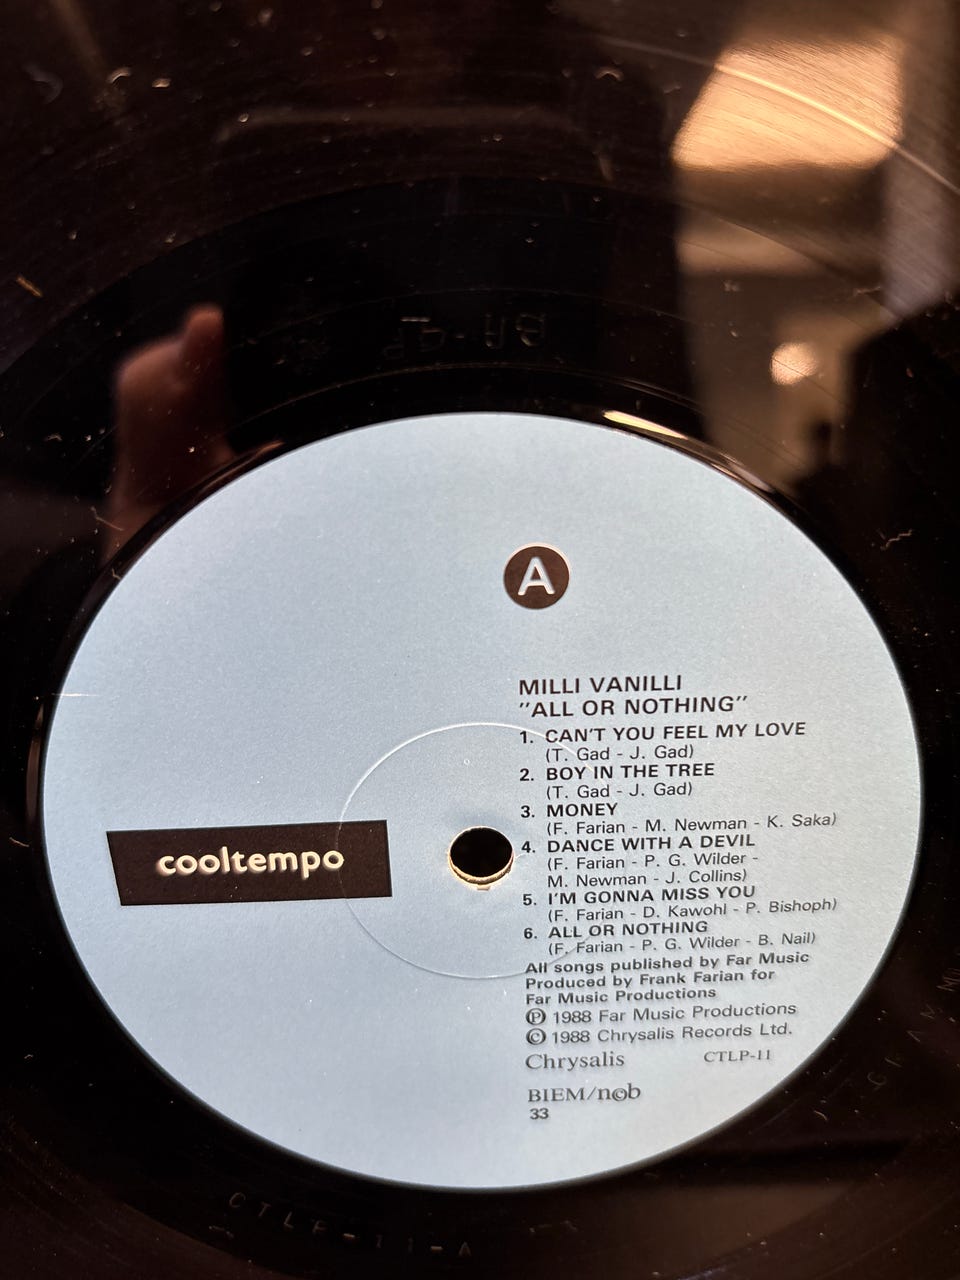 A
MILLI VANILLI
"ALL OR NOTHING"
1. CAN'T YOU FEEL MY LOVE
(T. Gad - J. Gad)
2. BOY IN THE TREE
(T. Gad - J. Gad)
3. MONEY
(F. Farian - M. Newman - K. Saka)
4. DANCE WITH A DEVIL
(F. Farian - P. G. Wilder -
M. Newman - J. Collins)
5. I'M GONNA MISS YOU
(F. Farian - D. Kawohl - P. Bishoph)
6. ALL OR NOTHING
(F. Farian - P. G. Wilder - B. Nail)
All songs published by Far Music
Produced by Frank Farian for
Far Music Productions
℗ 1988 Far Music Productions
© 1988 Chrysalis Records Ltd.
Chrysalis CTLP-11
BIEM/ncb
33
cooltempo
CTLP-11-A